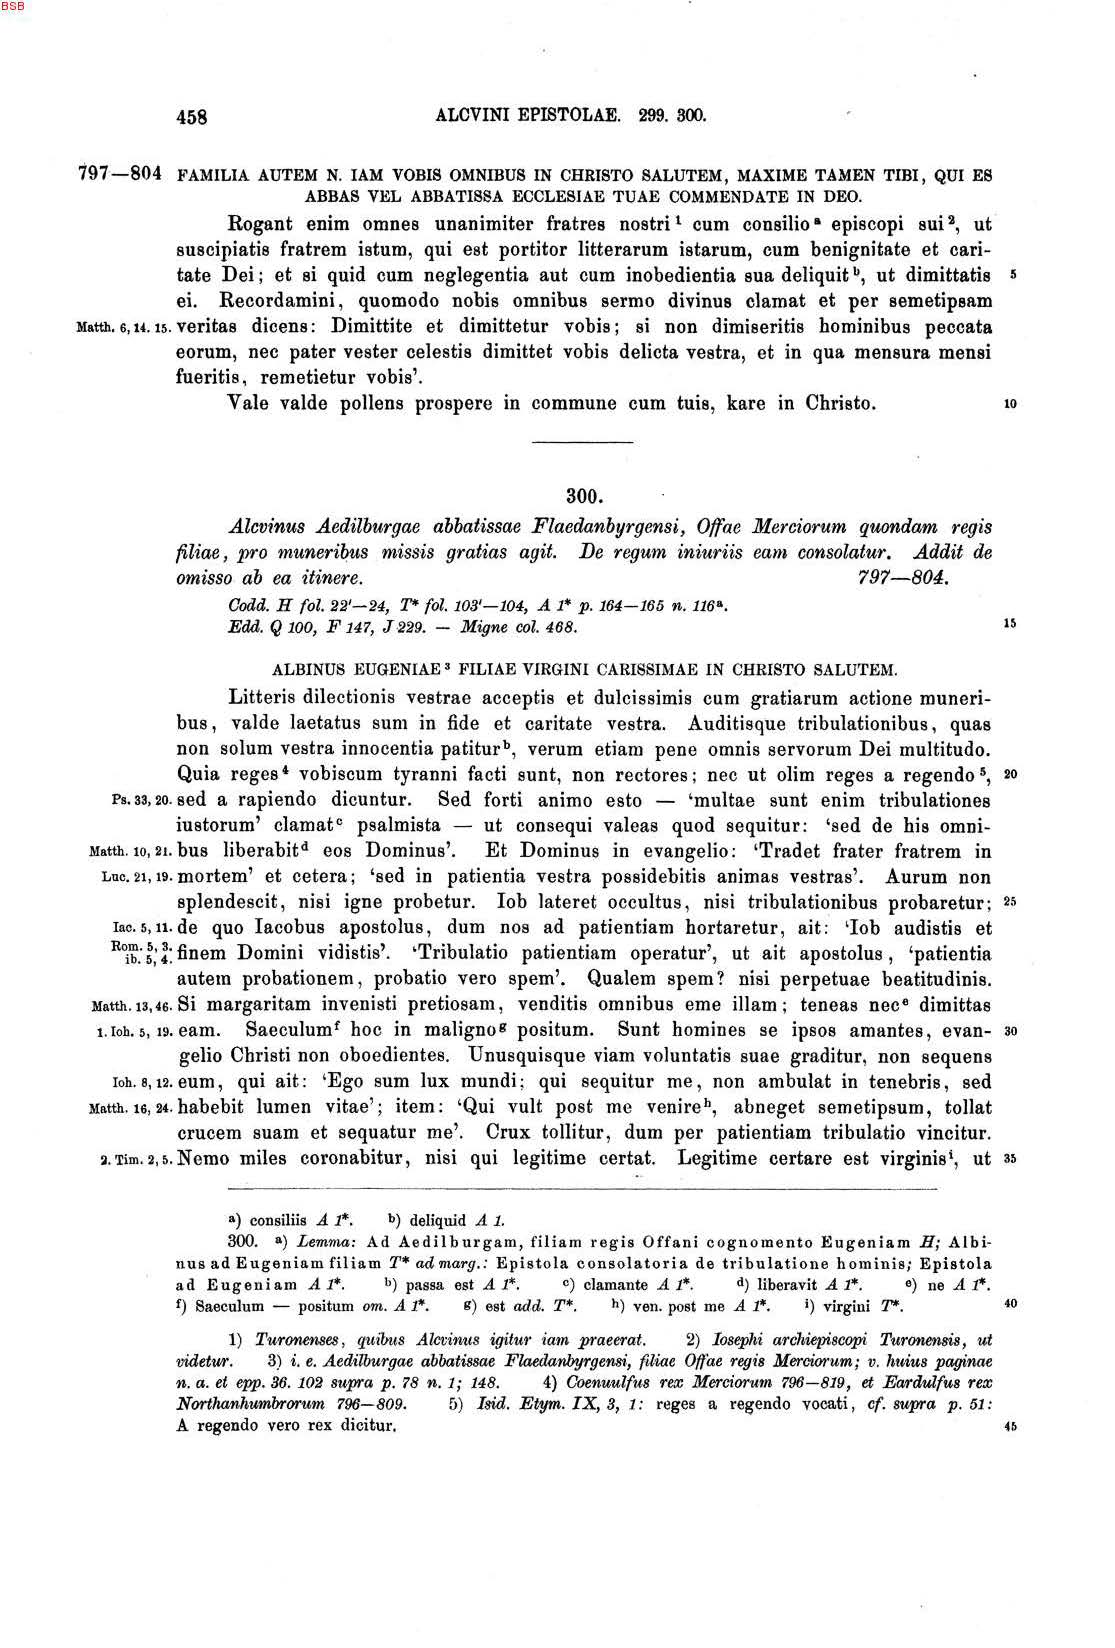 BSB
458 ALCVINI EPISTOLAE. 299. 300.
797—804 FAMILIA AUTEM N. IAM VOBIS OMNIBUS IN CHRISTO SALUTEM, MAXIME TAMEN TIBI, QUI ES
ABBAS VEL ABBATISSA ECCLESIAE TUAE COMMENDATE IN DEO.
Rogant enim omnes unanimiter fratres nostri¹ cum consilioᵃ episcopi sui², ut
suscipiatis fratrem istum, qui est portitor litterarum istarum, cum benignitate et cari-
tate Dei; et si quid cum neglegentia aut cum inobedientia sua deliquitᵇ, ut dimittatis 5
ei. Recordamini, quomodo nobis omnibus sermo divinus clamat et per semetipsam
Matth. 6, 14. 15. veritas dicens: Dimittite et dimittetur vobis; si non dimiseritis hominibus peccata
eorum, nec pater vester celestis dimittet vobis delicta vestra, et in qua mensura mensi
fueritis, remetietur vobis’.
Vale valde pollens prospere in commune cum tuis, kare in Christo. 10
300.
Alcvinus Aedilburgae abbatissae Flaedanbyrgensi, Offae Merciorum quondam regis
filiae, pro muneribus missis gratias agit. De regum iniuriis eam consolatur. Addit de
omisso ab ea itinere. 797—804.
Codd. H fol. 22'—24, T* fol. 103'—104, A 1* p. 164—165 n. 116ᵃ.
Edd. Q 100, F 147, J 229. — Migne col. 468. 15
ALBINUS EUGENIAE³ FILIAE VIRGINI CARISSIMAE IN CHRISTO SALUTEM.
Litteris dilectionis vestrae acceptis et dulcissimis cum gratiarum actione muneri-
bus, valde laetatus sum in fide et caritate vestra. Auditisque tribulationibus, quas
non solum vestra innocentia patiturᵇ, verum etiam pene omnis servorum Dei multitudo.
Quia reges⁴ vobiscum tyranni facti sunt, non rectores; nec ut olim reges a regendo⁵, 20
Ps. 33, 20. sed a rapiendo dicuntur. Sed forti animo esto — ‘multae sunt enim tribulationes
iustorum’ clamatᶜ psalmista — ut consequi valeas quod sequitur: ‘sed de his omni-
Matth. 10, 21. bus liberabitᵈ eos Dominus’. Et Dominus in evangelio: ‘Tradet frater fratrem in
Luc. 21, 19. mortem’ et cetera; ‘sed in patientia vestra possidebitis animas vestras’. Aurum non
splendescit, nisi igne probetur. Iob lateret occultus, nisi tribulationibus probaretur; 25
Iac. 5, 11. de quo Iacobus apostolus, dum nos ad patientiam hortaretur, ait: ‘Iob audistis et
Rom. 5, 3. ib. 5, 4. finem Domini vidistis’. ‘Tribulatio patientiam operatur’, ut ait apostolus, ‘patientia
autem probationem, probatio vero spem’. Qualem spem? nisi perpetuae beatitudinis.
Matth. 13, 46. Si margaritam invenisti pretiosam, venditis omnibus eme illam; teneas necᵉ dimittas
1. Ioh. 5, 19. eam. Saeculumᶠ hoc in malignoᵍ positum. Sunt homines se ipsos amantes, evan- 30
gelio Christi non oboedientes. Unusquisque viam voluntatis suae graditur, non sequens
Ioh. 8, 12. eum, qui ait: ‘Ego sum lux mundi; qui sequitur me, non ambulat in tenebris, sed
Matth. 16, 24. habebit lumen vitae’; item: ‘Qui vult post me venireʰ, abneget semetipsum, tollat
crucem suam et sequatur me’. Crux tollitur, dum per patientiam tribulatio vincitur.
2. Tim. 2, 5. Nemo miles coronabitur, nisi qui legitime certat. Legitime certare est virginisⁱ, ut 35
a) consiliis A 1*. b) deliquid A 1.
300. a) Lemma: Ad Aedilburgam, filiam regis Offani cognomento Eugeniam H; Albi-
nus ad Eugeniam filiam T* ad marg.: Epistola consolatoria de tribulatione hominis; Epistola
ad Eugeniam A 1*. b) passa est A 1*. c) clamante A 1*. d) liberavit A 1*. e) ne A 1*.
f) Saeculum — positum om. A 1*. g) est add. T*. h) ven. post me A 1*. i) virgini T*. 40
1) Turonenses, quibus Alcvinus igitur iam praeerat. 2) Iosephi archiepiscopi Turonensis, ut
videtur. 3) i. e. Aedilburgae abbatissae Flaedanbyrgensi, filiae Offae regis Merciorum; v. huius paginae
n. a. et epp. 36. 102 supra p. 78 n. 1; 148. 4) Coenuulfus rex Merciorum 796—819, et Eardulfus rex
Northanhumbrorum 796—809. 5) Isid. Etym. IX, 3, 1: reges a regendo vocati, cf. supra p. 51:
A regendo vero rex dicitur. 45